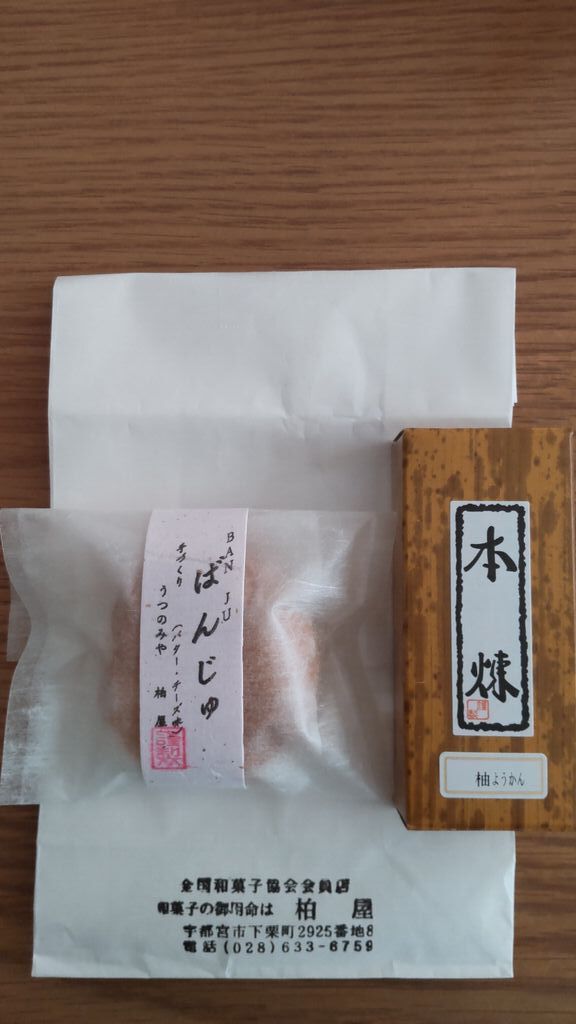 BAN JU
ばんじゅ
(バター・チーズ味)
手づくり
うつのみや 柏屋
謹製
本煉
柚ようかん
全国和菓子協会会員店
和菓子の御用命は 柏屋
宇都宮市下栗町2925番地8
電話(028)633-6759